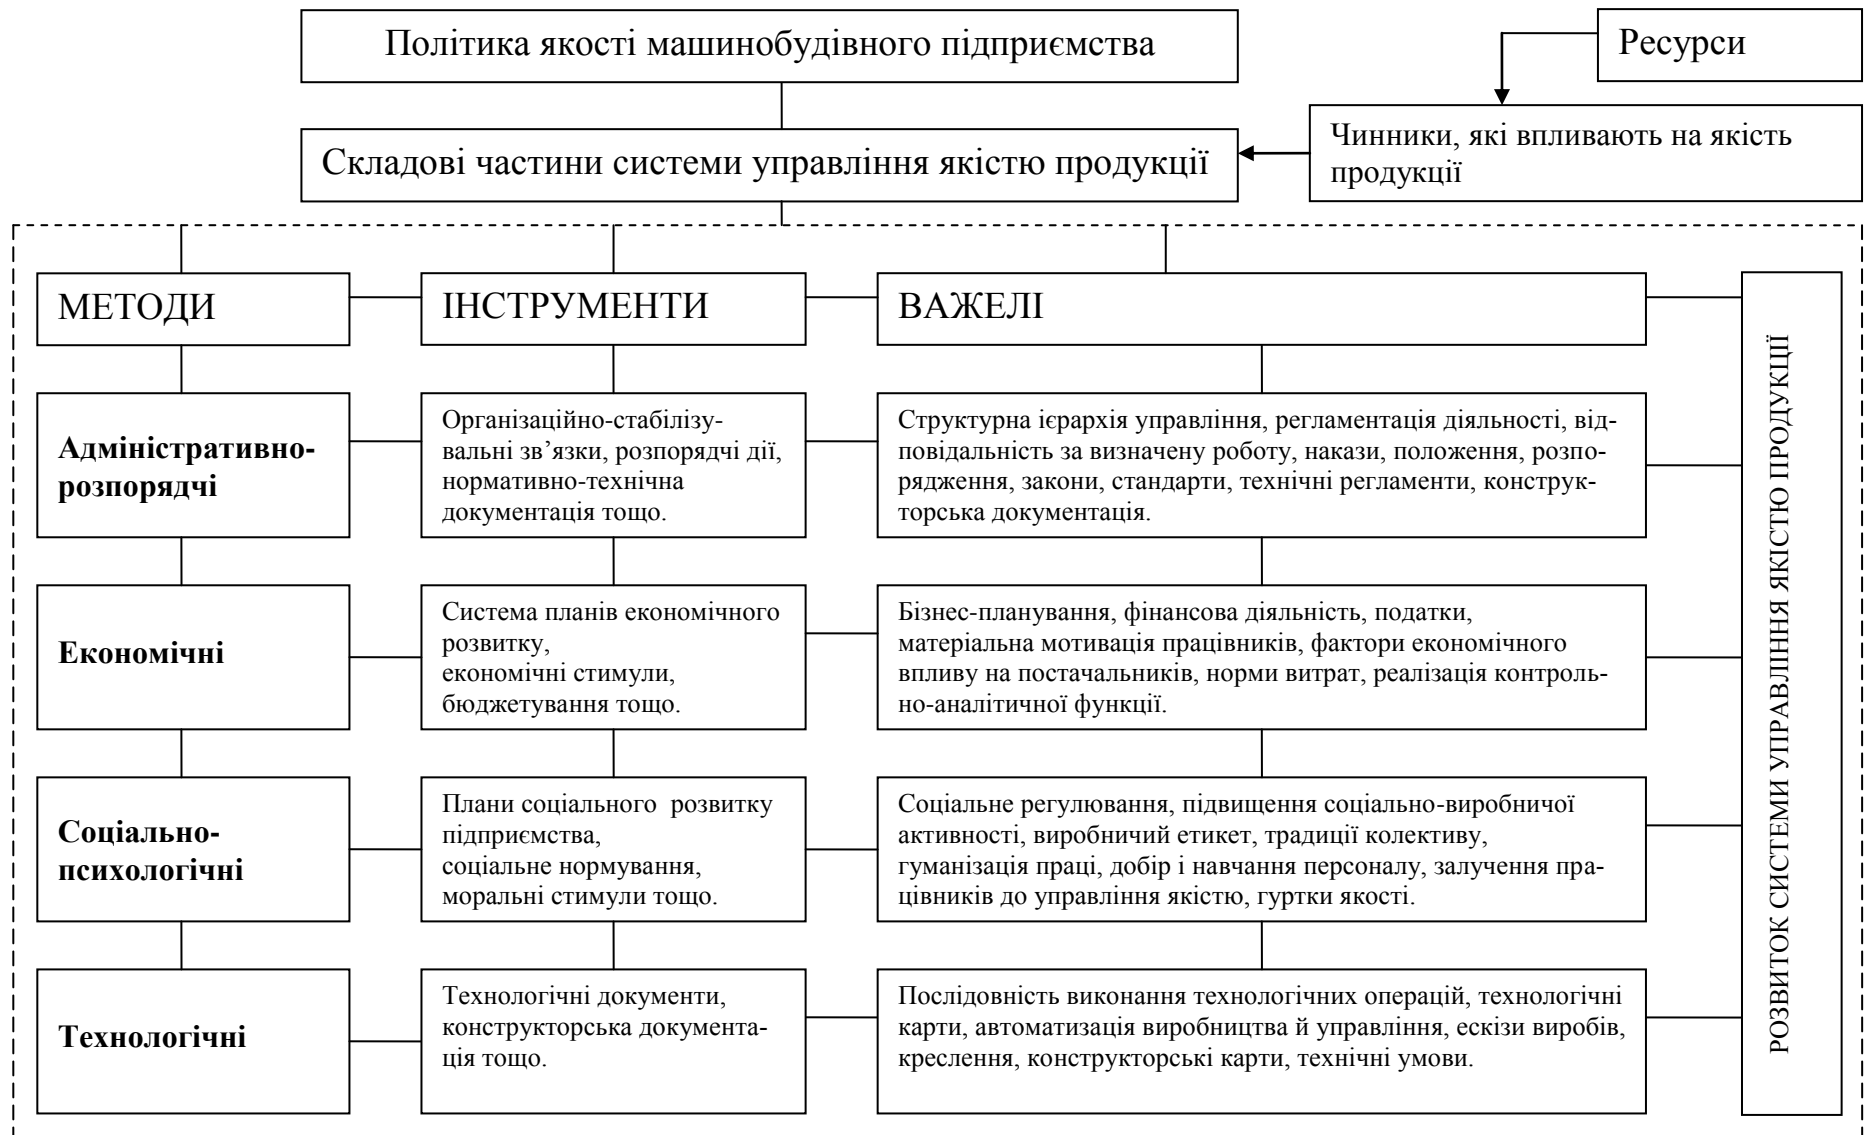 Політика якості машинобудівного підприємства
Ресурси
Складові частини системи управління якістю продукції
Чинники, які впливають на якість
продукції
МЕТОДИ
ІНСТРУМЕНТИ
ВАЖЕЛІ
Адміністративно-
розпорядчі
Організаційно-стабілізу-
вальні зв’язки, розпорядчі дії,
нормативно-технічна
документація тощо.
Структурна ієрархія управління, регламентація діяльності, від-
повідальність за визначену роботу, накази, положення, розпо-
рядження, закони, стандарти, технічні регламенти, конструк-
торська документація.
Економічні
Система планів економічного
розвитку,
економічні стимули,
бюджетування тощо.
Бізнес-планування, фінансова діяльність, податки,
матеріальна мотивація працівників, фактори економічного
впливу на постачальників, норми витрат, реалізація контроль-
но-аналітичної функції.
Соціально-
психологічні
Плани соціального розвитку
підприємства,
соціальне нормування,
моральні стимули тощо.
Соціальне регулювання, підвищення соціально-виробничої
активності, виробничий етикет, традиції колективу,
гуманізація праці, добір і навчання персоналу, залучення пра-
цівників до управління якістю, гуртки якості.
Технологічні
Технологічні документи,
конструкторська документа-
ція тощо.
Послідовність виконання технологічних операцій, технологічні
карти, автоматизація виробництва й управління, ескізи виробів,
креслення, конструкторські карти, технічні умови.
РОЗВИТОК СИСТЕМИ УПРАВЛІННЯ ЯКІСТЮ ПРОДУКЦІЇ